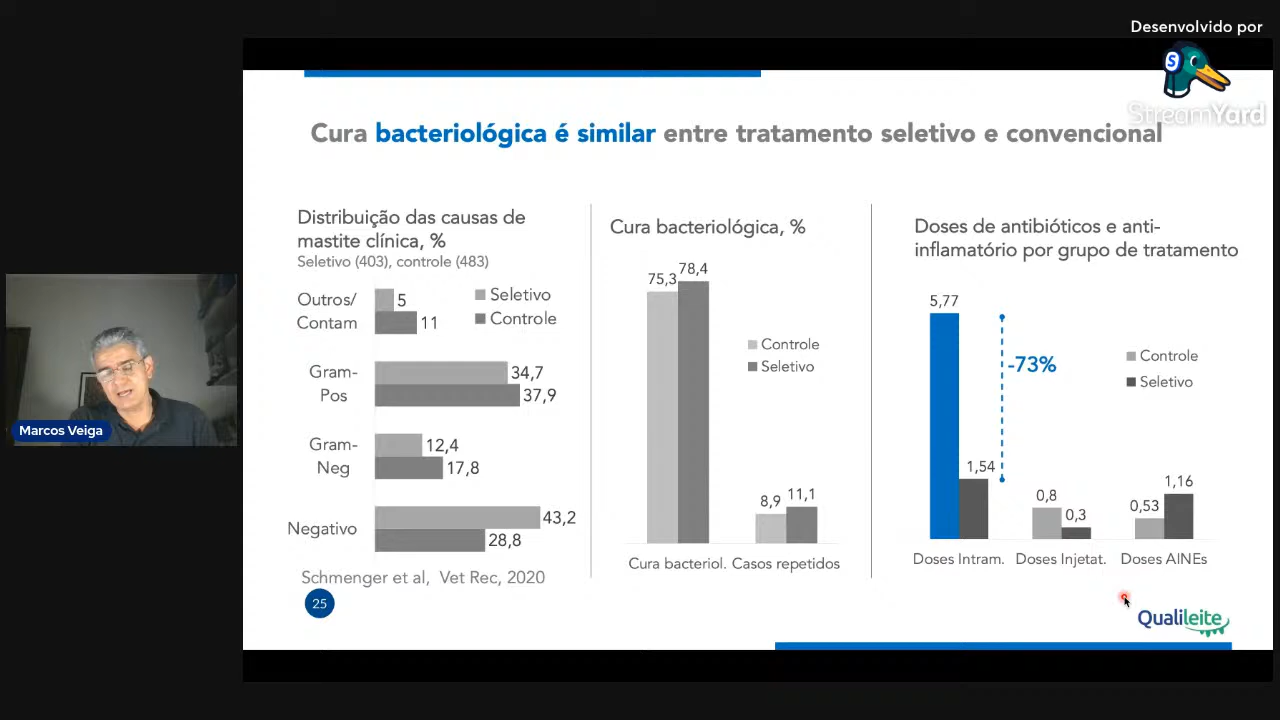 Desenvolvido por
S
StreamYard
Cura bacteriológica é similar entre tratamento seletivo e convencional
Distribuição das causas de
mastite clínica, %
Seletivo (403), controle (483)
Outros/
Contam
5
11
Seletivo
Controle
Gram-
Pos
34,7
37,9
Gram-
Neg
12,4
17,8
Negativo
43,2
28,8
Schmenger et al, Vet Rec, 2020
25
Cura bacteriológica, %
75,3
78,4
Controle
Seletivo
8,9
11,1
Cura bacteriol.
Casos repetidos
Doses de antibióticos e anti-
inflamatório por grupo de tratamento
5,77
-73%
Controle
Seletivo
1,54
0,8
0,3
0,53
1,16
Doses Intram.
Doses Injetat.
Doses AINEs
Qualileite
Marcos Veiga